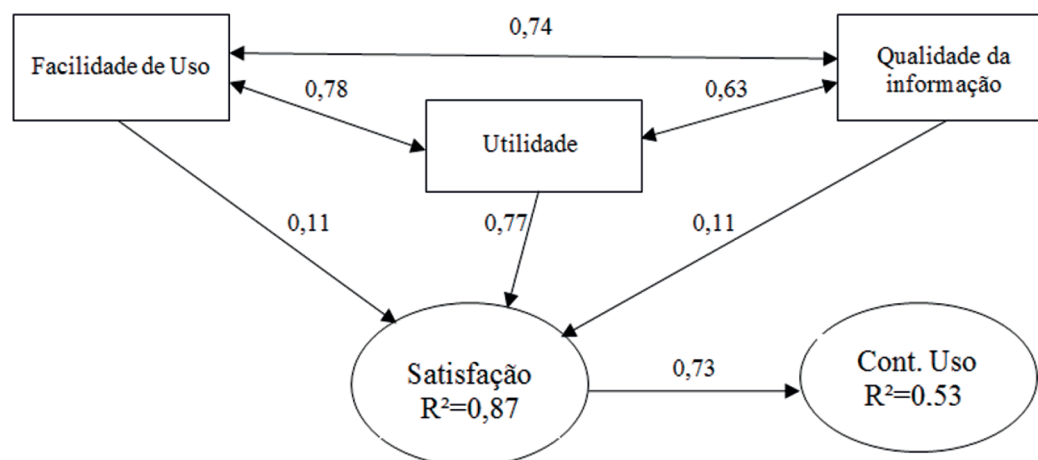 0,74
Facilidade de Uso
Qualidade da
informação
0,78
0,63
Utilidade
0,11
0,77
0,11
Satisfação
R²=0,87
0,73
Cont. Uso
R²=0.53